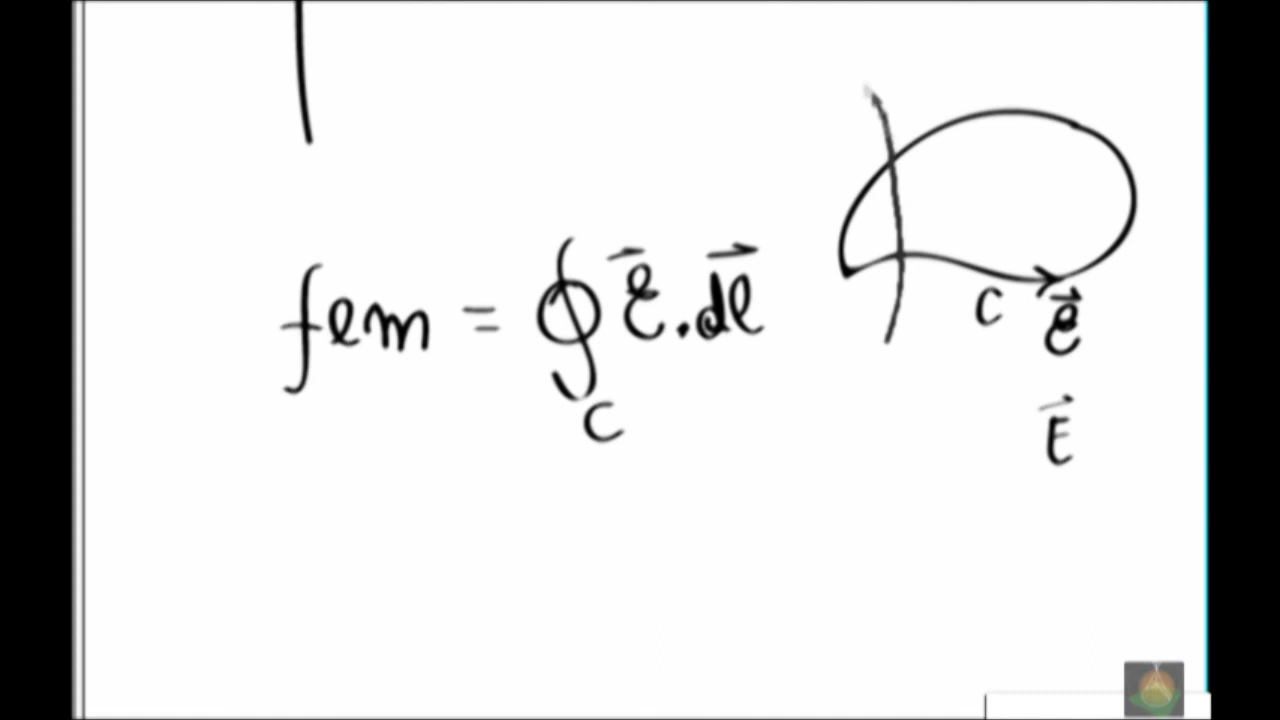 fem = ∮_C ℰ⃗ . dℓ⃗
C ℰ⃗
E⃗